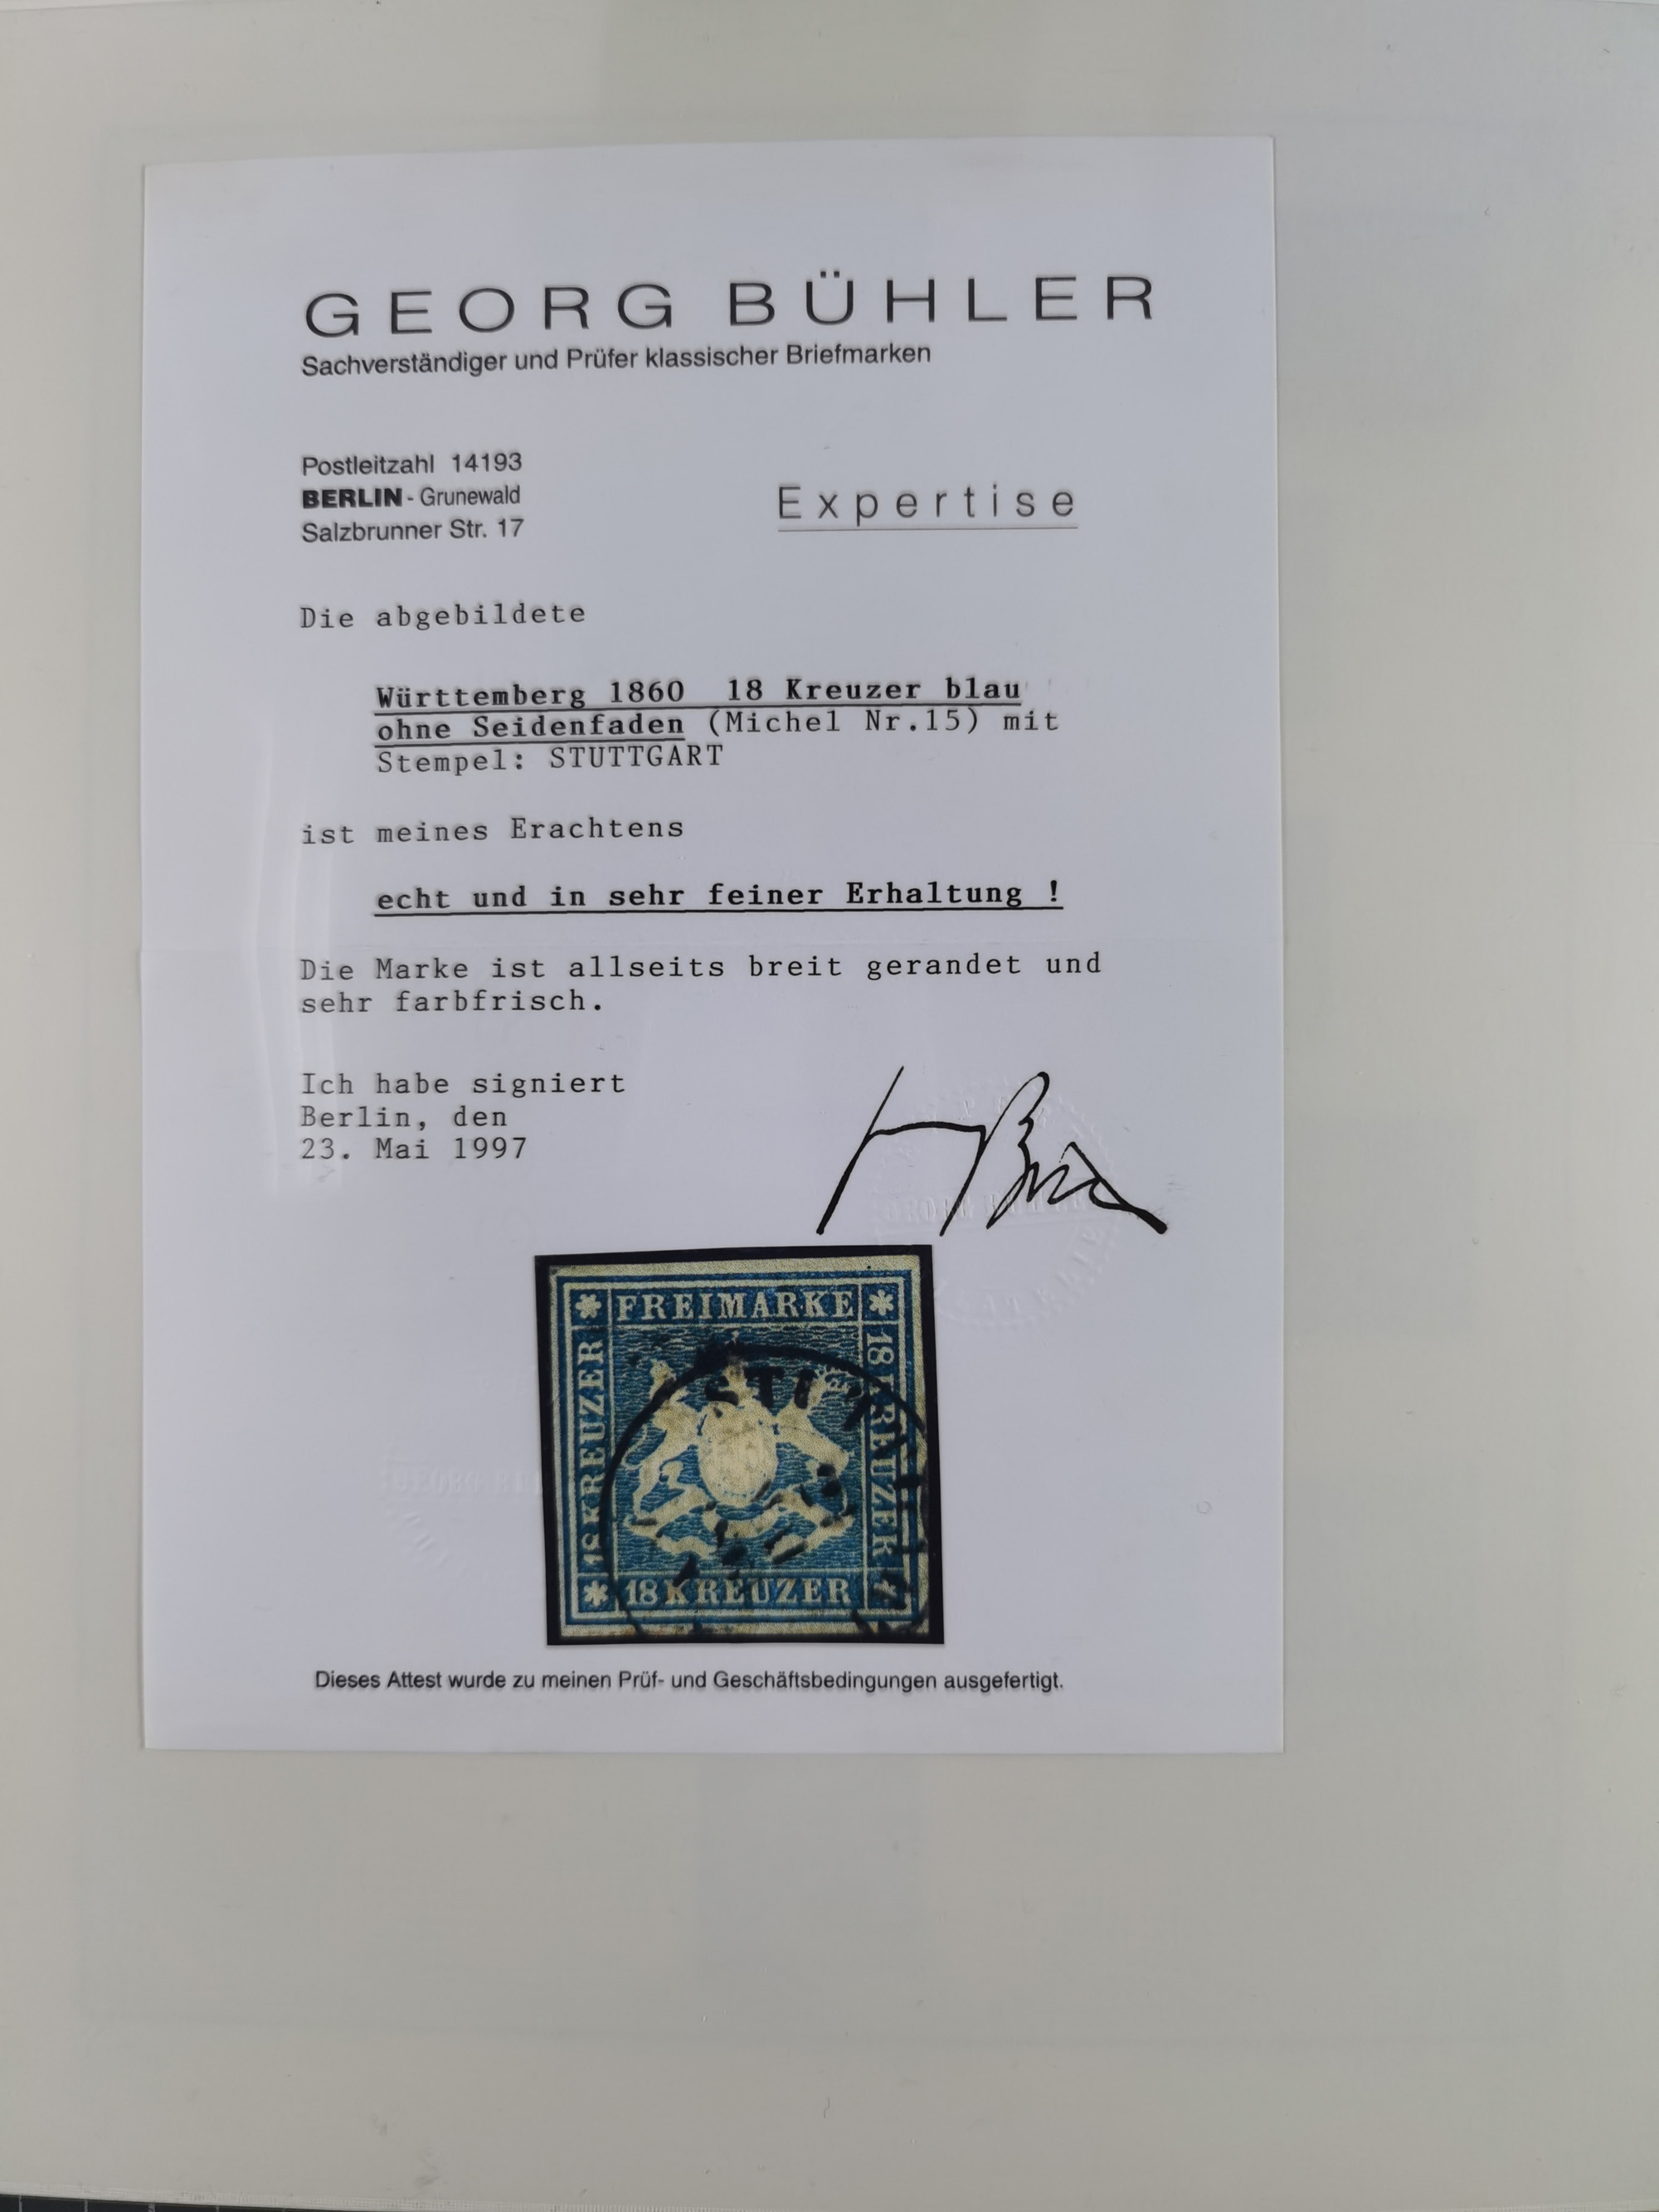 GEORG BÜHLER
Sachverständiger und Prüfer klassischer Briefmarken
Postleitzahl 14193
BERLIN - Grunewald
Salzbrunner Str. 17
Expertise
Die abgebildete
Württemberg 1860 18 Kreuzer blau
ohne Seidenfaden (Michel Nr.15) mit
Stempel: STUTTGART
ist meines Erachtens
echt und in sehr feiner Erhaltung !
Die Marke ist allseits breit gerandet und
sehr farbfrisch.
Ich habe signiert
Berlin, den
23. Mai 1997
FREIMARKE
18 KREUZER
18 KREUZER
18 KREUZER
Dieses Attest wurde zu meinen Prüf- und Geschäftsbedingungen ausgefertigt.